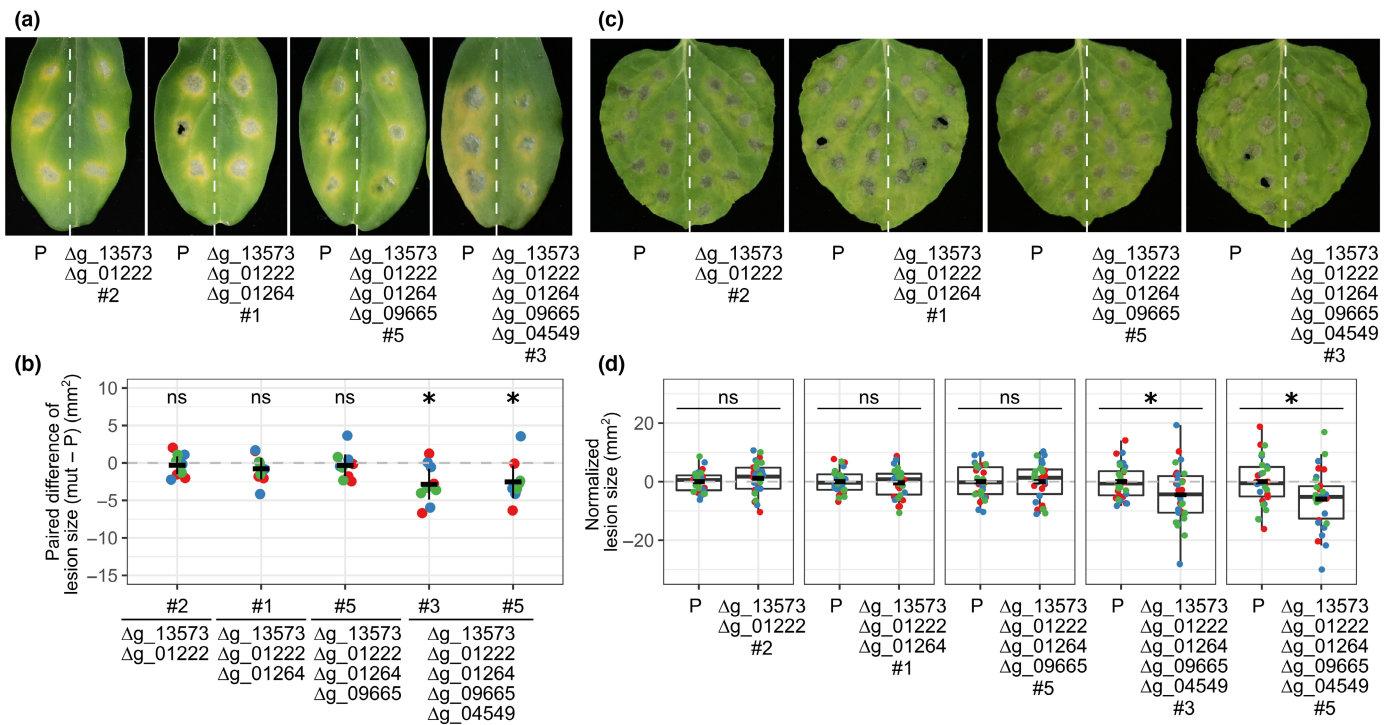 (a)
P Δg_13573
Δg_01222
#2
P Δg_13573
Δg_01222
Δg_01264
#1
P Δg_13573
Δg_01222
Δg_01264
Δg_09665
#5
P Δg_13573
Δg_01222
Δg_01264
Δg_09665
Δg_04549
#3
(c)
P Δg_13573
Δg_01222
#2
P Δg_13573
Δg_01222
Δg_01264
#1
P Δg_13573
Δg_01222
Δg_01264
Δg_09665
#5
P Δg_13573
Δg_01222
Δg_01264
Δg_09665
Δg_04549
#3
(b)
Paired difference of
lesion size (mut − P) (mm²)
10
5
0
−5
−10
−15
ns ns ns * *
#2 #1 #5 #3 #5
Δg_13573
Δg_01222
Δg_13573
Δg_01222
Δg_01264
Δg_13573
Δg_01222
Δg_01264
Δg_09665
Δg_13573
Δg_01222
Δg_01264
Δg_09665
Δg_04549
(d)
Normalized
lesion size (mm²)
20
0
−20
ns ns ns * *
P Δg_13573
Δg_01222
#2
P Δg_13573
Δg_01222
Δg_01264
#1
P Δg_13573
Δg_01222
Δg_01264
Δg_09665
#5
P Δg_13573
Δg_01222
Δg_01264
Δg_09665
Δg_04549
#3
P Δg_13573
Δg_01222
Δg_01264
Δg_09665
Δg_04549
#5